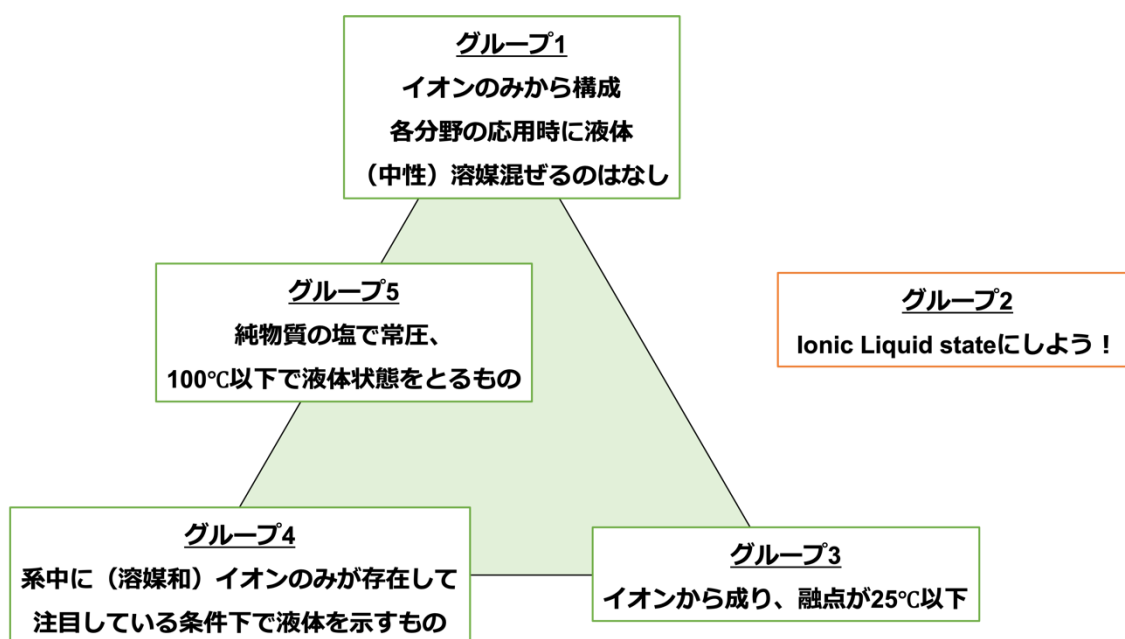 グループ1
イオンのみから構成
各分野の応用時に液体
（中性）溶媒混ぜるのはなし
グループ5
純物質の塩で常圧、
100℃以下で液体状態をとるもの
グループ2
Ionic Liquid stateにしよう！
グループ4
系中に（溶媒和）イオンのみが存在して
注目している条件下で液体を示すもの
グループ3
イオンから成り、融点が25℃以下